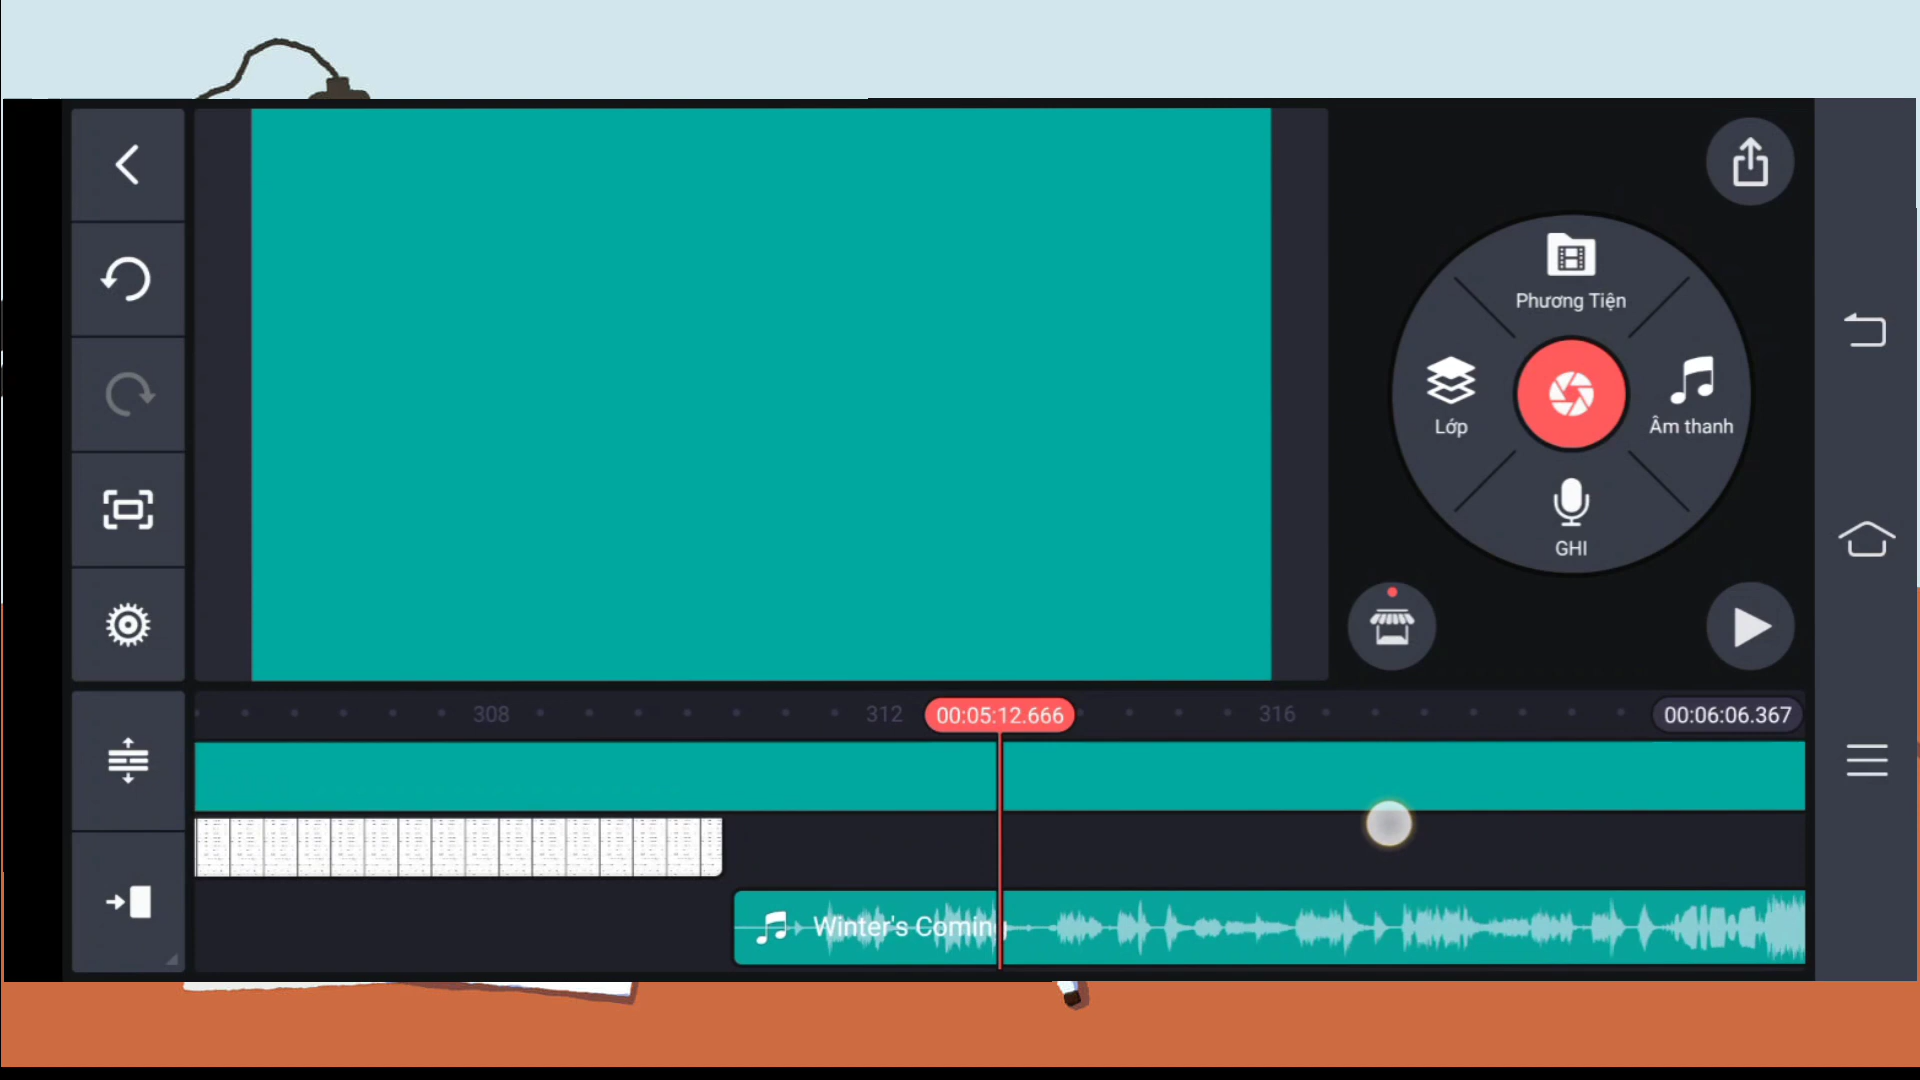 Phương Tiện
Lớp
Âm thanh
GHI
308
312
00:05:12.666
316
00:06:06.367
Winter's Comin